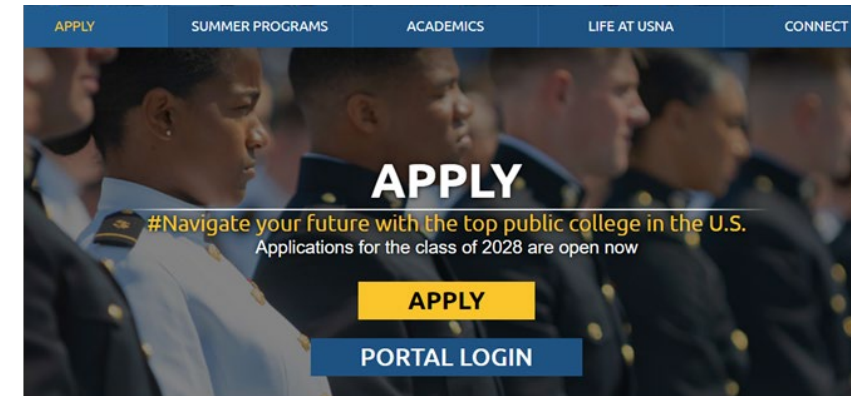 APPLY SUMMER PROGRAMS ACADEMICS LIFE AT USNA CONNECT
APPLY
#Navigate your future with the top public college in the U.S.
Applications for the class of 2028 are open now
APPLY
PORTAL LOGIN